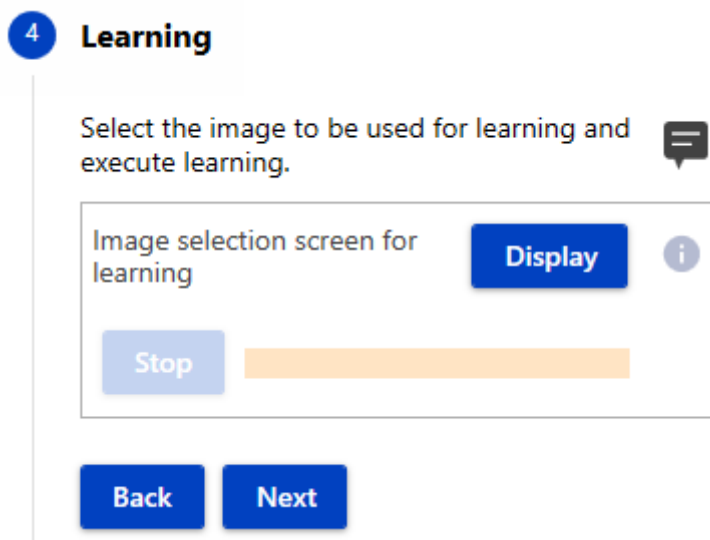 4 Learning
Select the image to be used for learning and
execute learning.
Image selection screen for
learning
Display
Stop
Back Next